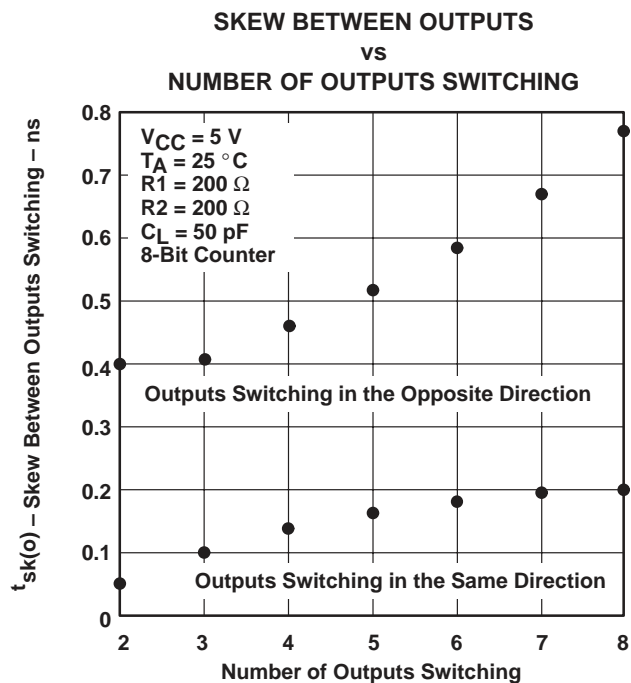 SKEW BETWEEN OUTPUTS
vs
NUMBER OF OUTPUTS SWITCHING
t sk(o) – Skew Between Outputs Switching – ns
0.8
0.7
0.6
0.5
0.4
0.3
0.2
0.1
0
VCC = 5 V
TA = 25 °C
R1 = 200 Ω
R2 = 200 Ω
CL = 50 pF
8-Bit Counter
Outputs Switching in the Opposite Direction
Outputs Switching in the Same Direction
2 3 4 5 6 7 8
Number of Outputs Switching